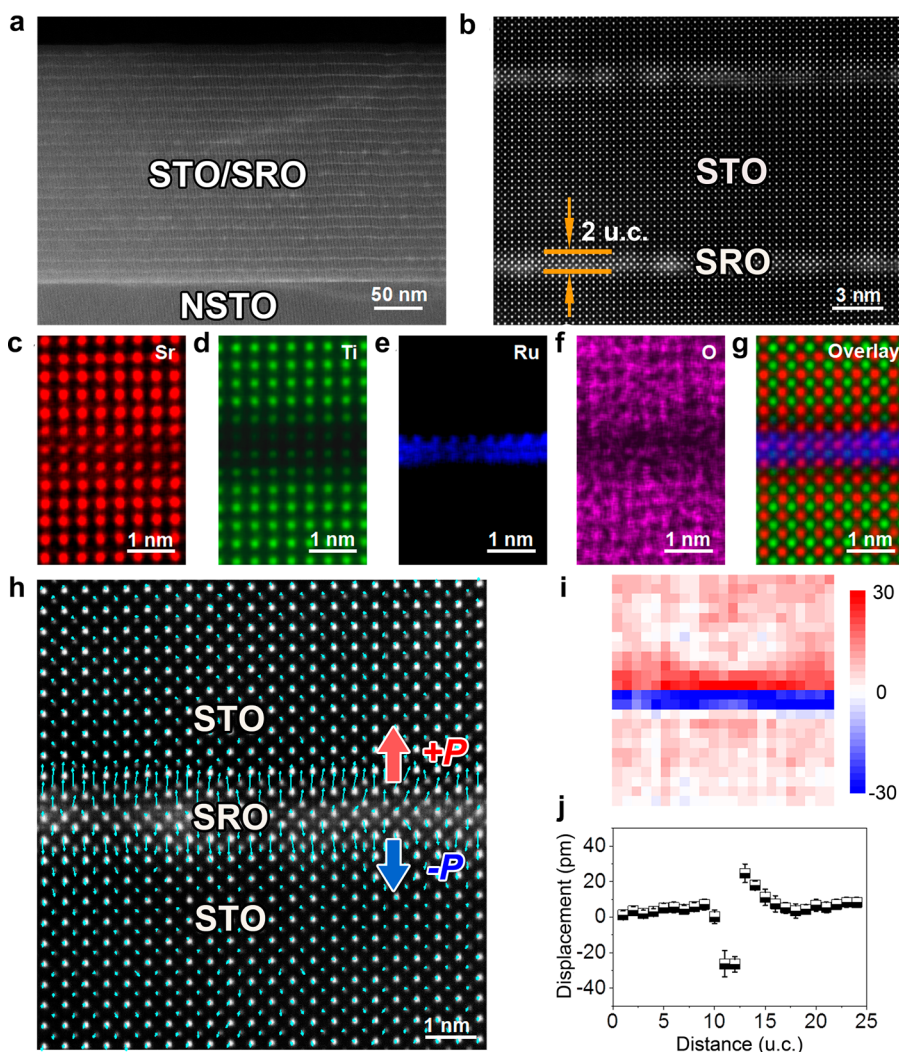 a
STO/SRO
NSTO
50 nm
b
STO
2 u.c.
SRO
3 nm
c
Sr
1 nm
d
Ti
1 nm
e
Ru
1 nm
f
O
1 nm
g
Overlay
1 nm
h
STO
+P
SRO
-P
STO
1 nm
i
30
0
-30
j
Displacement (pm)
40
20
0
-20
-40
0 5 10 15 20 25
Distance (u.c.)